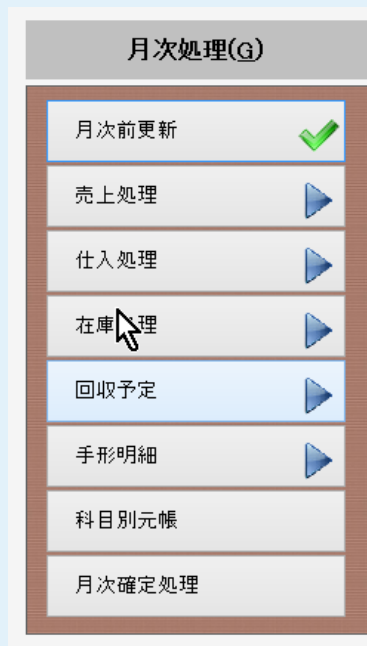 月次処理(G)
月次前更新
売上処理
仕入処理
在庫処理
回収予定
手形明細
科目別元帳
月次確定処理